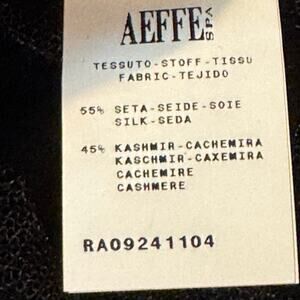 AEFFE SPA
TESSUTO-STOFF-TISSU
FABRIC-TEJIDO
55% SETA-SEIDE-SOIE
SILK-SEDA
45% KASHMIR-CACHEMIRA
KASCHMIR-CAXEMIRA
CACHEMIRE
CASHMERE
RA09241104